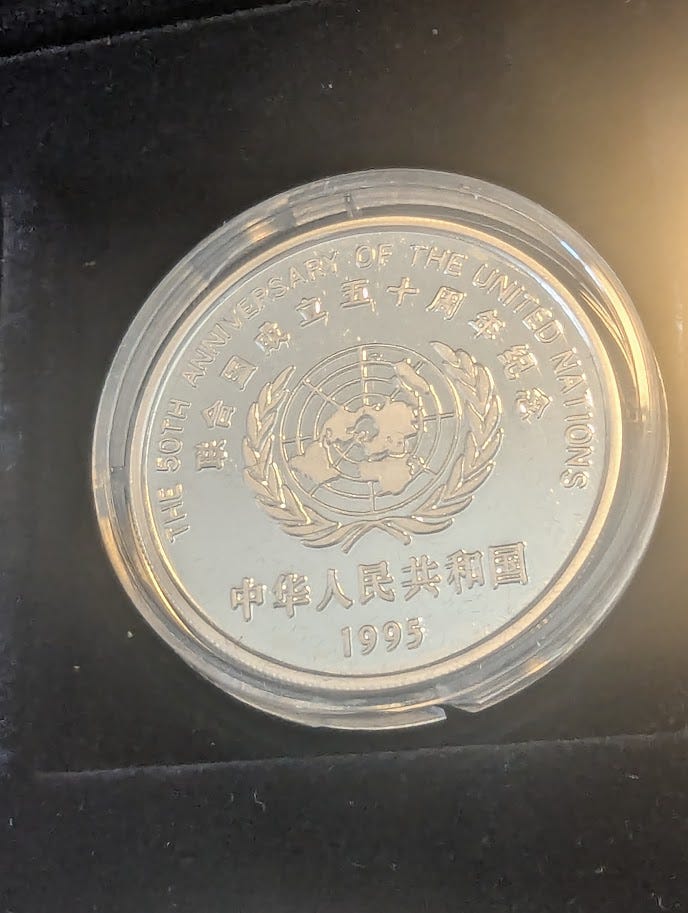 THE 50TH ANNIVERSARY OF THE UNITED NATIONS
联合国成立五十周年纪念
中华人民共和国
1995